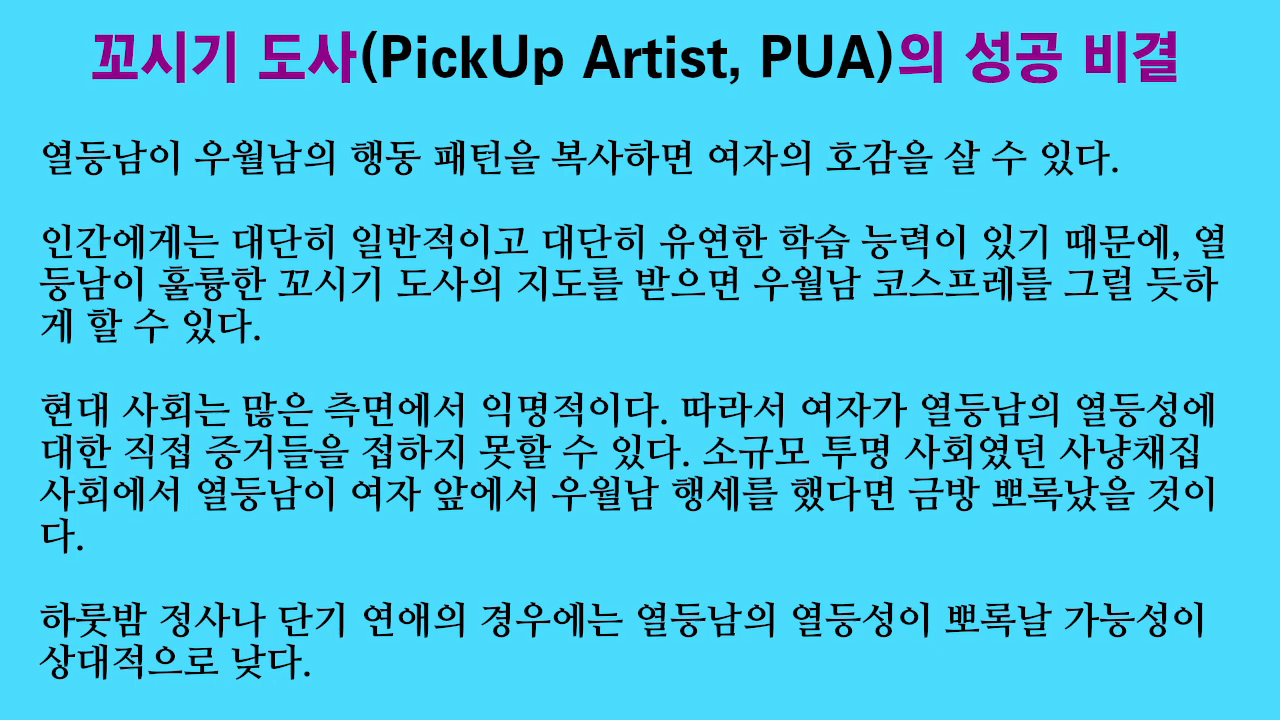 꼬시기 도사(PickUp Artist, PUA)의 성공 비결
열등남이 우월남의 행동 패턴을 복사하면 여자의 호감을 살 수 있다.
인간에게는 대단히 일반적이고 대단히 유연한 학습 능력이 있기 때문에, 열
등남이 훌륭한 꼬시기 도사의 지도를 받으면 우월남 코스프레를 그럴 듯하
게 할 수 있다.
현대 사회는 많은 측면에서 익명적이다. 따라서 여자가 열등남의 열등성에
대한 직접 증거들을 접하지 못할 수 있다. 소규모 투명 사회였던 사냥채집
사회에서 열등남이 여자 앞에서 우월남 행세를 했다면 금방 뽀록났을 것이
다.
하룻밤 정사나 단기 연애의 경우에는 열등남의 열등성이 뽀록날 가능성이
상대적으로 낮다.